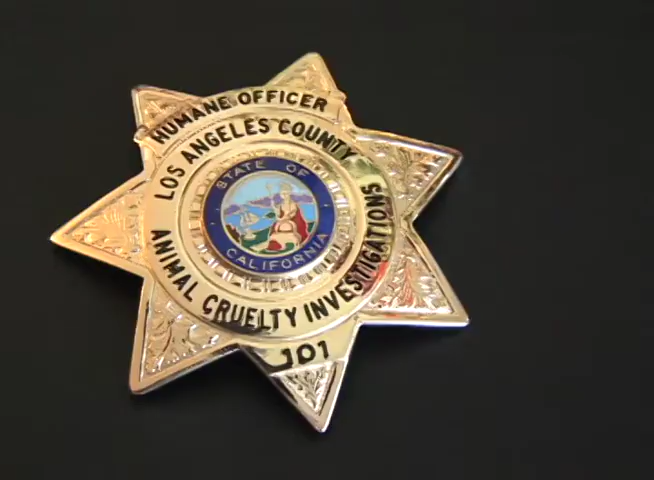 HUMANE OFFICER
LOS ANGELES COUNTY
STATE OF
CALIFORNIA
ANIMAL CRUELTY INVESTIGATIONS
101